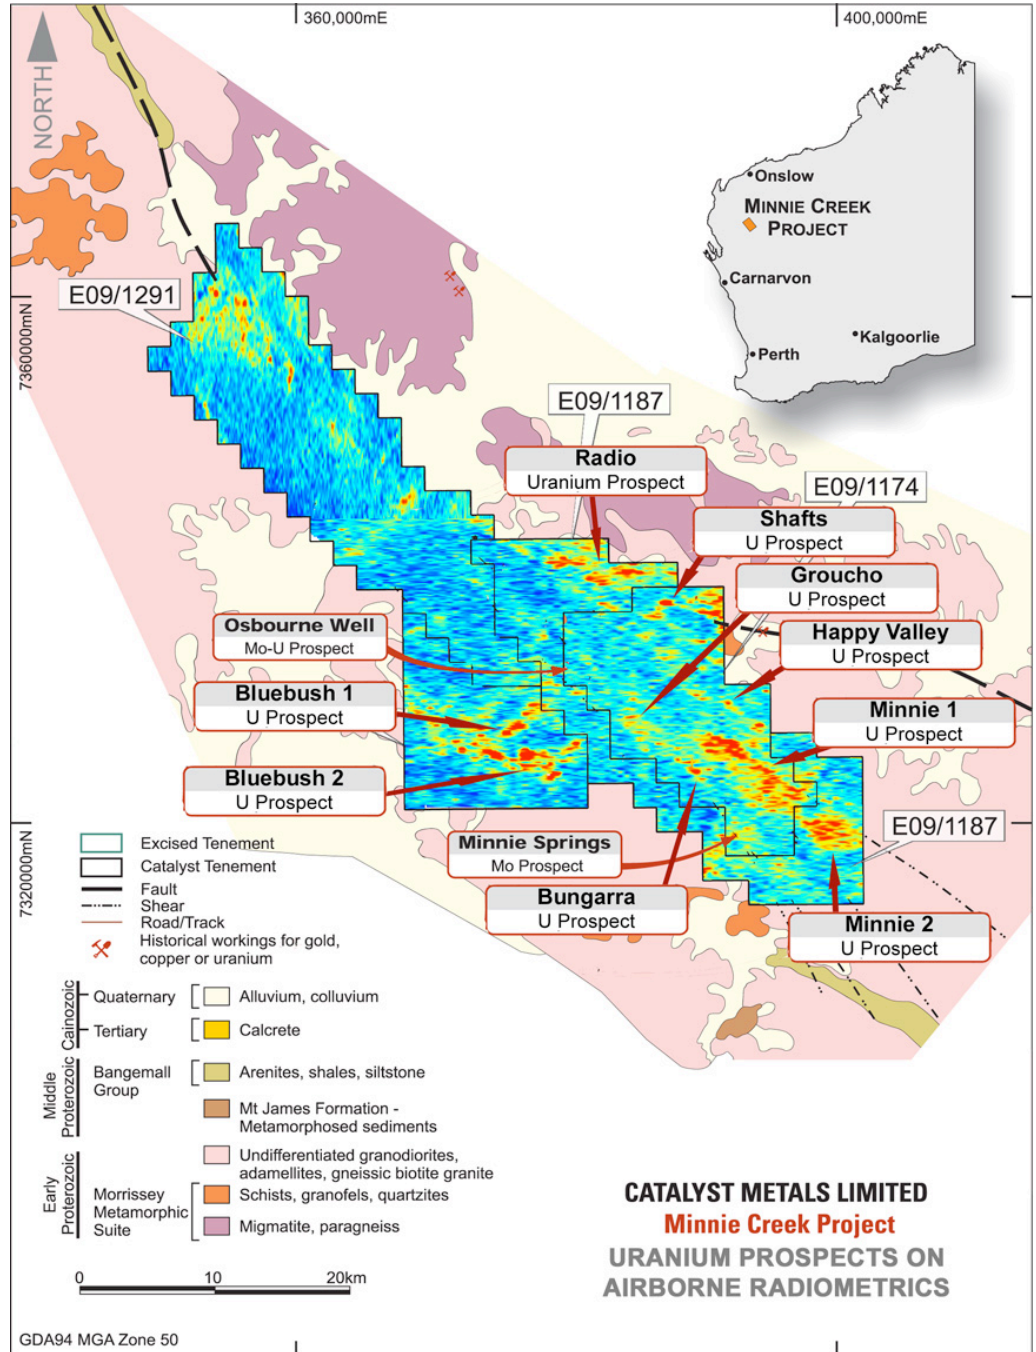 360,000mE
400,000mE
NORTH
Onslow
MINNIE CREEK
PROJECT
Carnarvon
Kalgoorlie
Perth
7360000mN
E09/1291
E09/1187
Radio
Uranium Prospect
E09/1174
Shafts
U Prospect
Groucho
U Prospect
Osbourne Well
Mo-U Prospect
Happy Valley
U Prospect
Bluebush 1
U Prospect
Minnie 1
U Prospect
Bluebush 2
U Prospect
7320000mN
Minnie Springs
Mo Prospect
E09/1187
Bungarra
U Prospect
Minnie 2
U Prospect
Excised Tenement
Catalyst Tenement
Fault
Shear
Road/Track
Historical workings for gold,
copper or uranium
Cainozoic
Quaternary
Alluvium, colluvium
Tertiary
Calcrete
Middle
Proterozoic
Bangemall
Group
Arenites, shales, siltstone
Mt James Formation -
Metamorphosed sediments
Early
Proterozoic
Undifferentiated granodiorites,
adamellites, gneissic biotite granite
Morrissey
Metamorphic
Suite
Schists, granofels, quartzites
Migmatite, paragneiss
0 10 20km
CATALYST METALS LIMITED
Minnie Creek Project
URANIUM PROSPECTS ON
AIRBORNE RADIOMETRICS
GDA94 MGA Zone 50